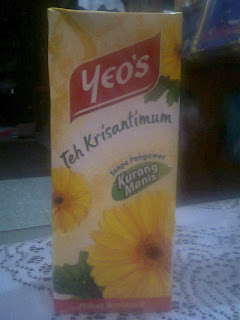 YEO'S
Teh Krisantimum
Tanpa Pengawet
Kurang
Manis